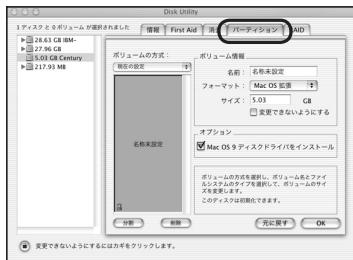 Disk Utility
1 ディスク と 0 ボリューム が選択されました
情報
First Aid
消
パーティション
AID
28.63 GB IBM-
27.96 GB
5.03 GB Century
217.93 MB
ボリュームの方式:
現在の設定
名称未設定
分割
削除
ボリューム情報
名前: 名称未設定
フォーマット: Mac OS 拡張
サイズ: 5.03 GB
変更できないようにする
オプション
Mac OS 9 ディスクドライバをインストール
ボリュームの方式を選択し、ボリューム名とファイ
ルシステムのタイプを選択して、ボリュームのサイ
ズを変更します。
このディスクは初期化できます。
元に戻す
OK
変更できないようにするにはカギをクリックします。